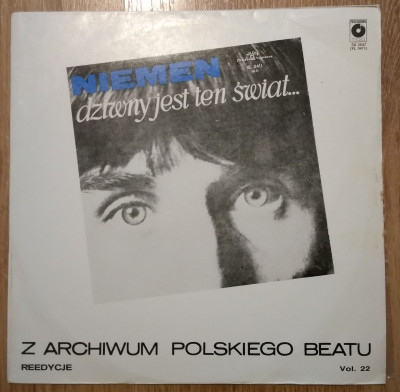 NIEMEN
dziwny jest ten świat...
Z ARCHIWUM POLSKIEGO BEATU
REEDYCJE
Vol. 22